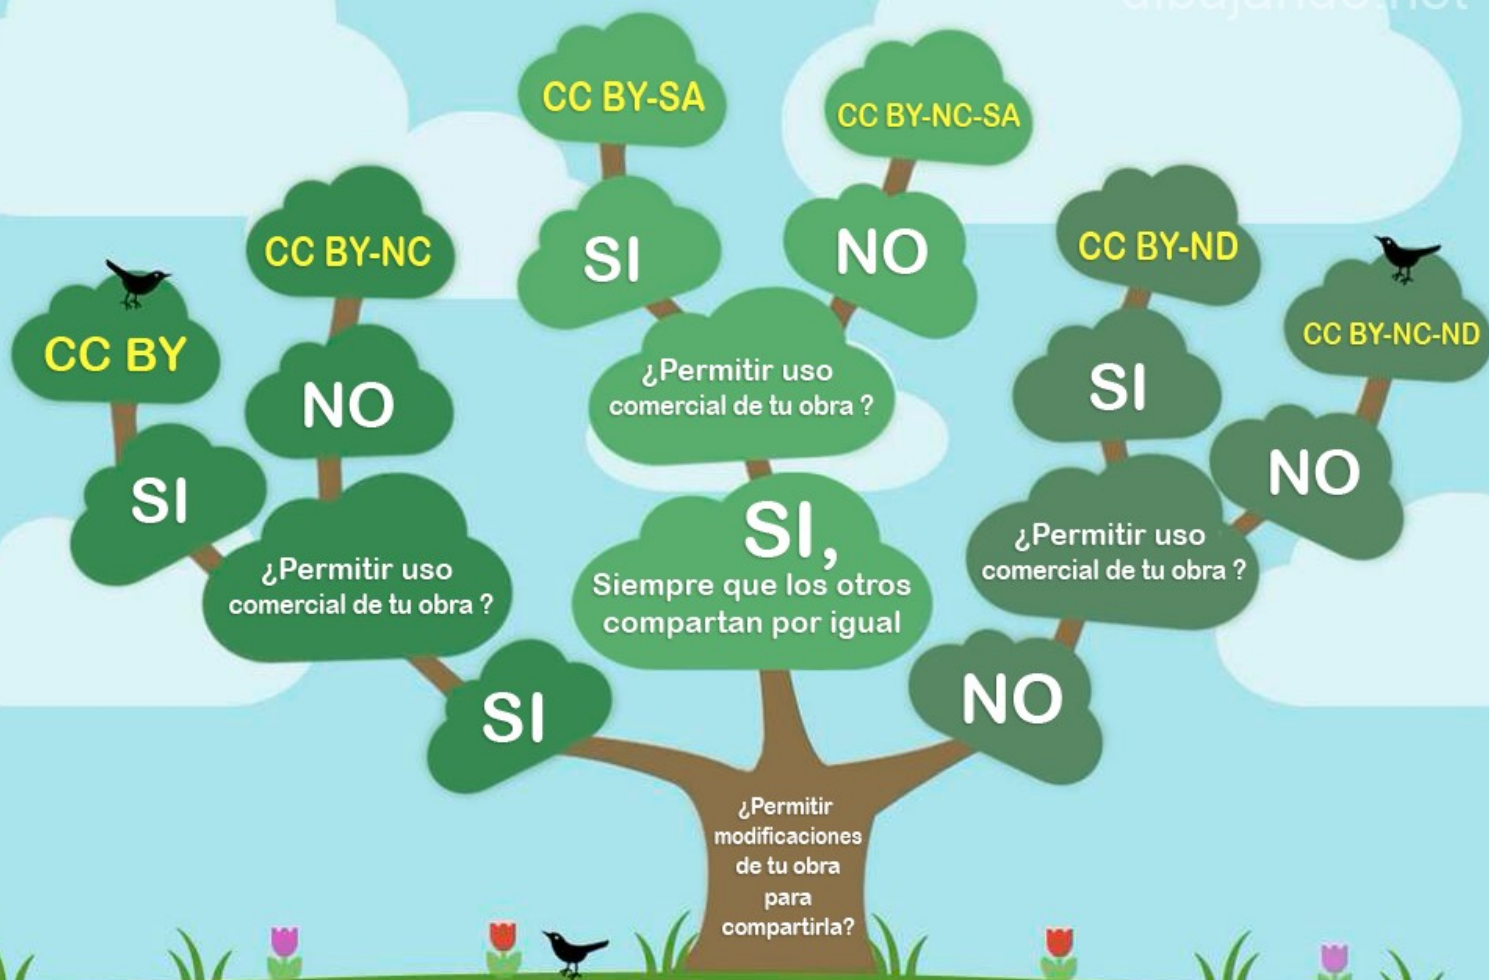 dibujando.net
CC BY-SA
CC BY-NC-SA
CC BY-NC
CC BY-ND
CC BY
CC BY-NC-ND
SI
NO
NO
SI
SI
NO
¿Permitir uso
comercial de tu obra ?
¿Permitir uso
comercial de tu obra ?
¿Permitir uso
comercial de tu obra ?
SI,
Siempre que los otros
compartan por igual
SI
NO
¿Permitir
modificaciones
de tu obra
para
compartirla?